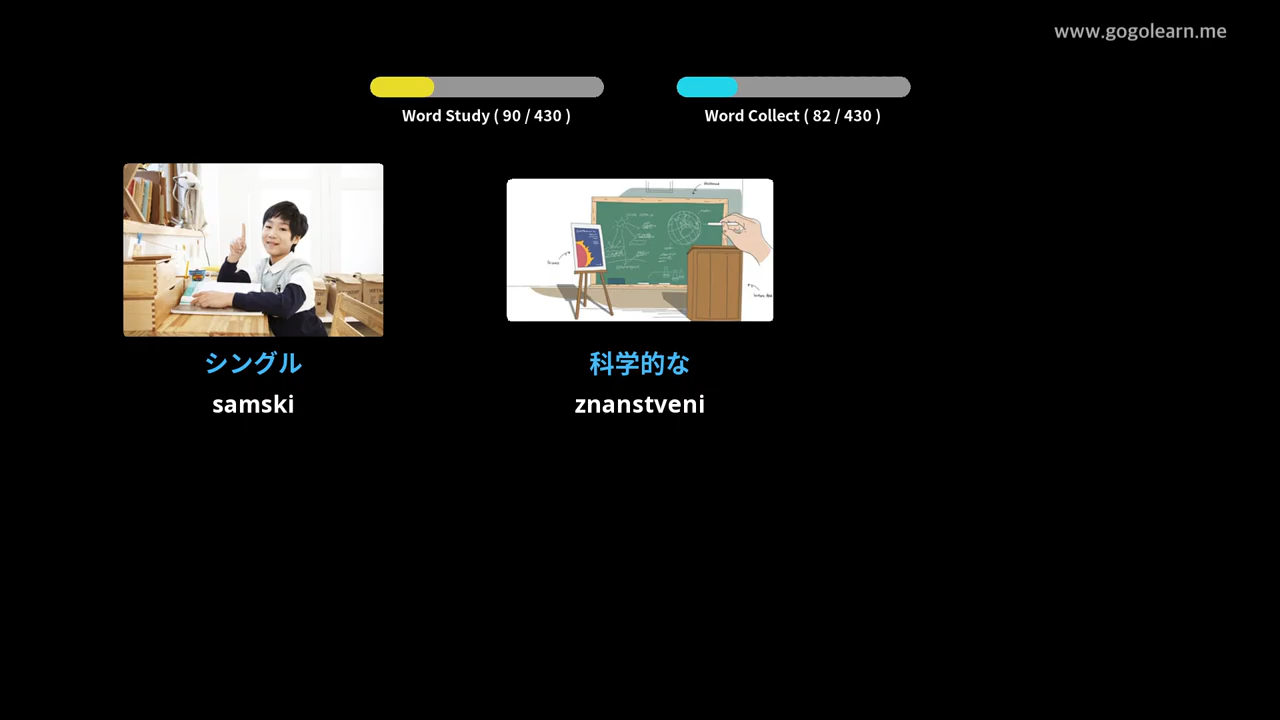 www.gogolearn.me
Word Study ( 90 / 430 )
Word Collect ( 82 / 430 )
シングル
samski
科学的な
znanstveni